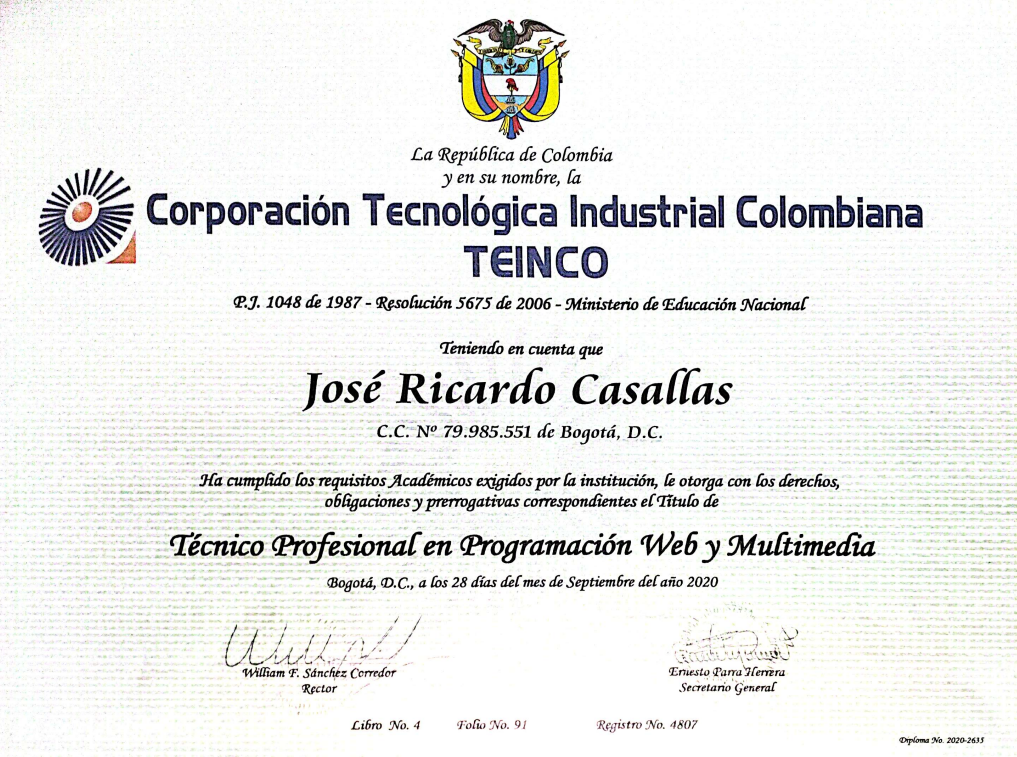 La República de Colombia
y en su nombre, la
Corporación Tecnológica Industrial Colombiana
TEINCO
P.J. 1048 de 1987 - Resolución 5675 de 2006 - Ministerio de Educación Nacional
Teniendo en cuenta que
José Ricardo Casallas
C.C. Nº 79.985.551 de Bogotá, D.C.
Ha cumplido los requisitos Académicos exigidos por la institución, le otorga con los derechos,
obligaciones y prerrogativas correspondientes el Título de
Técnico Profesional en Programación Web y Multimedia
Bogotá, D.C., a los 28 días del mes de Septiembre del año 2020
William F. Sánchez Corredor
Rector
Ernesto Parra Herrera
Secretario General
Libro No. 4 Folio No. 91 Registro No. 4807
Diploma No. 2020-2635